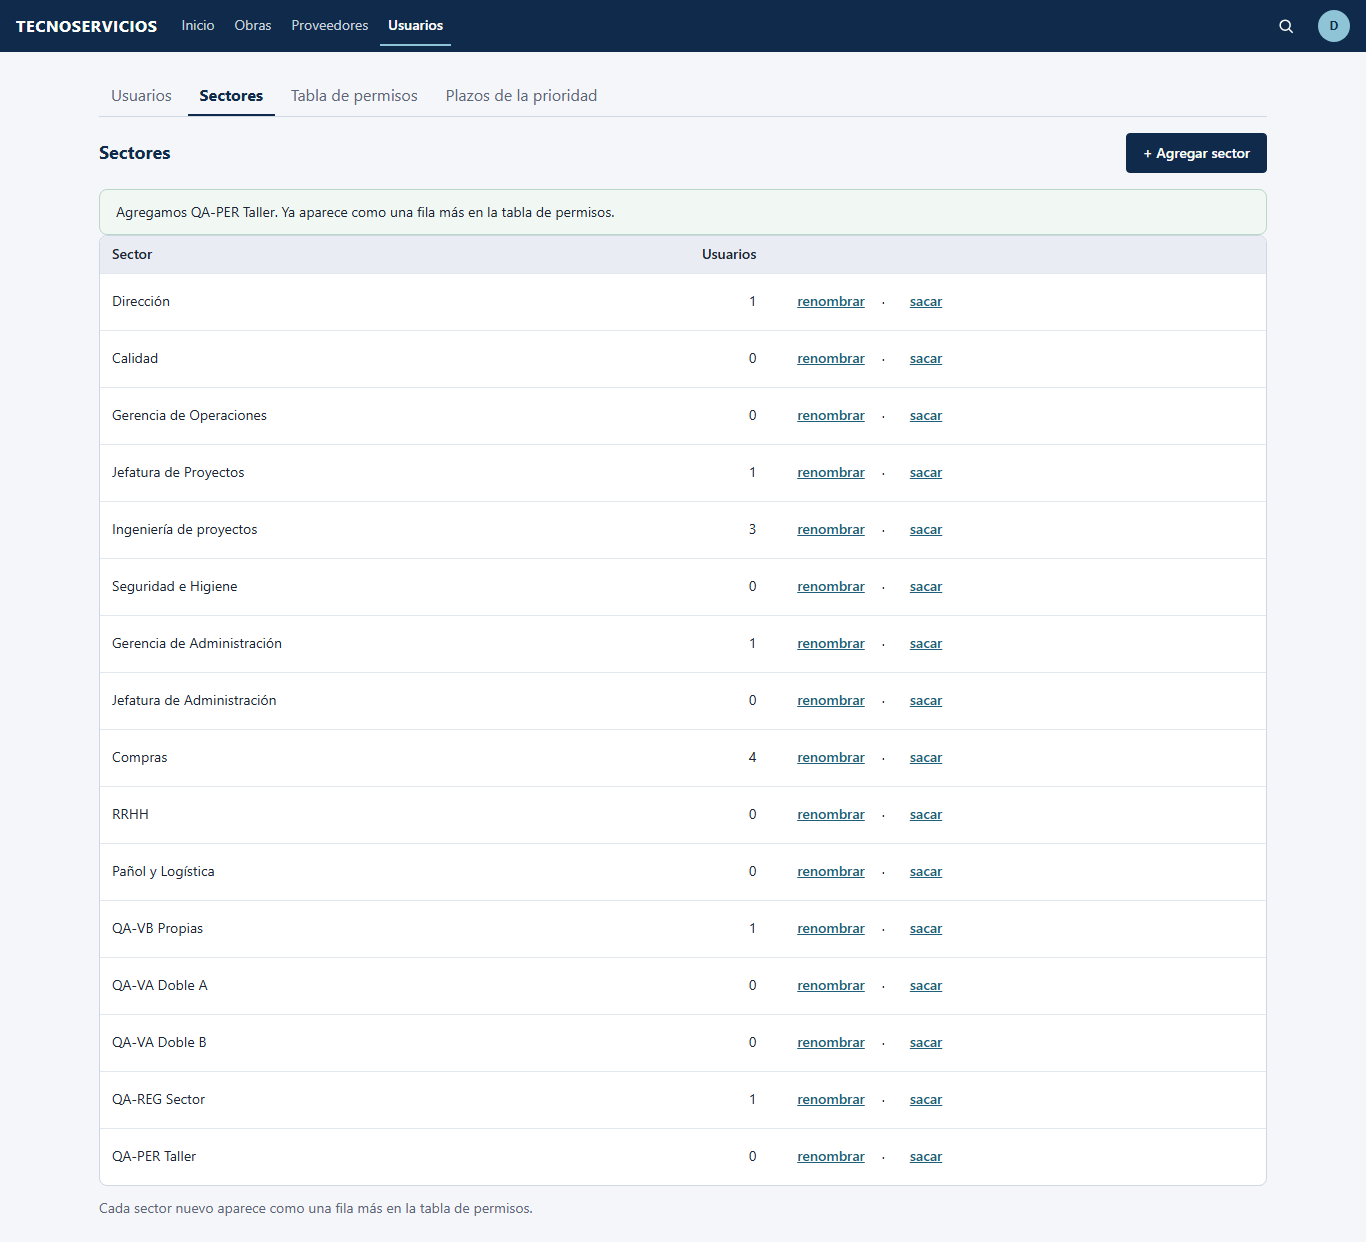 TECNOSERVICIOS Inicio Obras Proveedores Usuarios D
Usuarios Sectores Tabla de permisos Plazos de la prioridad
Sectores + Agregar sector
Agregamos QA-PER Taller. Ya aparece como una fila más en la tabla de permisos.
Sector Usuarios
Dirección 1 renombrar · sacar
Calidad 0 renombrar · sacar
Gerencia de Operaciones 0 renombrar · sacar
Jefatura de Proyectos 1 renombrar · sacar
Ingeniería de proyectos 3 renombrar · sacar
Seguridad e Higiene 0 renombrar · sacar
Gerencia de Administración 1 renombrar · sacar
Jefatura de Administración 0 renombrar · sacar
Compras 4 renombrar · sacar
RRHH 0 renombrar · sacar
Pañol y Logística 0 renombrar · sacar
QA-VB Propias 1 renombrar · sacar
QA-VA Doble A 0 renombrar · sacar
QA-VA Doble B 0 renombrar · sacar
QA-REG Sector 1 renombrar · sacar
QA-PER Taller 0 renombrar · sacar
Cada sector nuevo aparece como una fila más en la tabla de permisos.